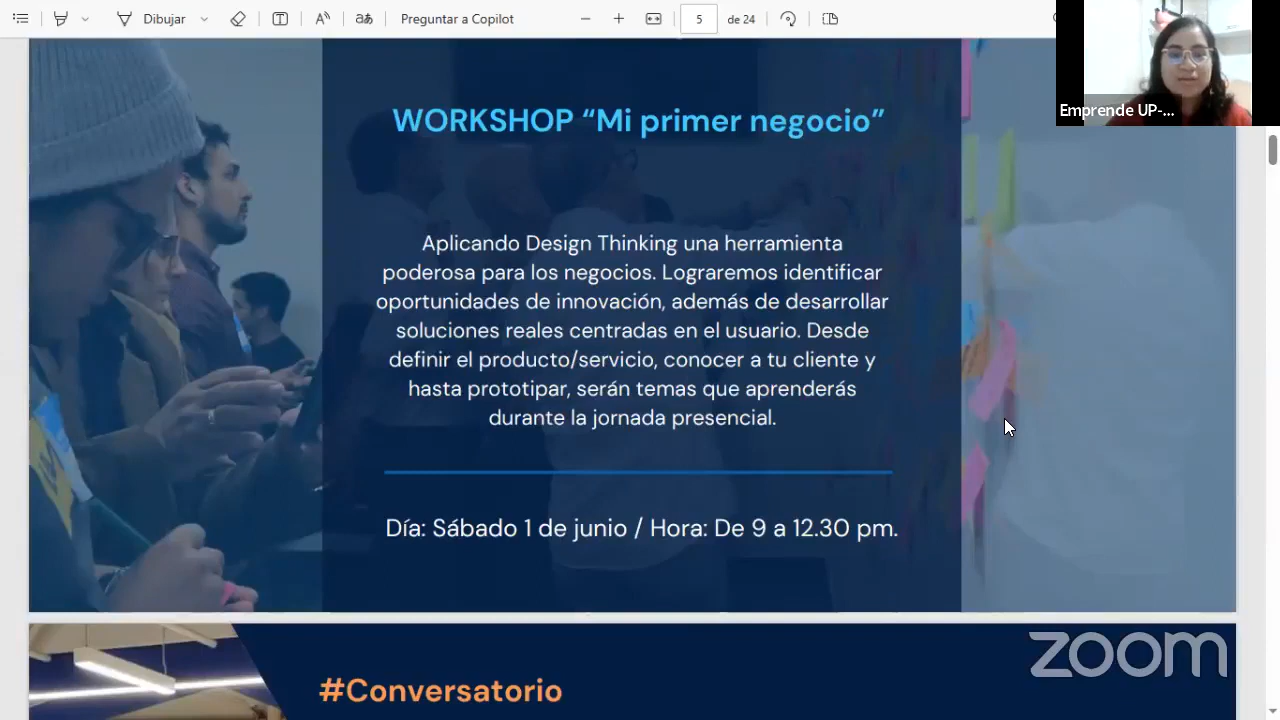 Dibujar
Preguntar a Copilot
5
de 24
Emprende UP-...
WORKSHOP “Mi primer negocio”
Aplicando Design Thinking una herramienta
poderosa para los negocios. Lograremos identificar
oportunidades de innovación, además de desarrollar
soluciones reales centradas en el usuario. Desde
definir el producto/servicio, conocer a tu cliente y
hasta prototipar, serán temas que aprenderás
durante la jornada presencial.
Día: Sábado 1 de junio / Hora: De 9 a 12.30 pm.
#Conversatorio
zoom